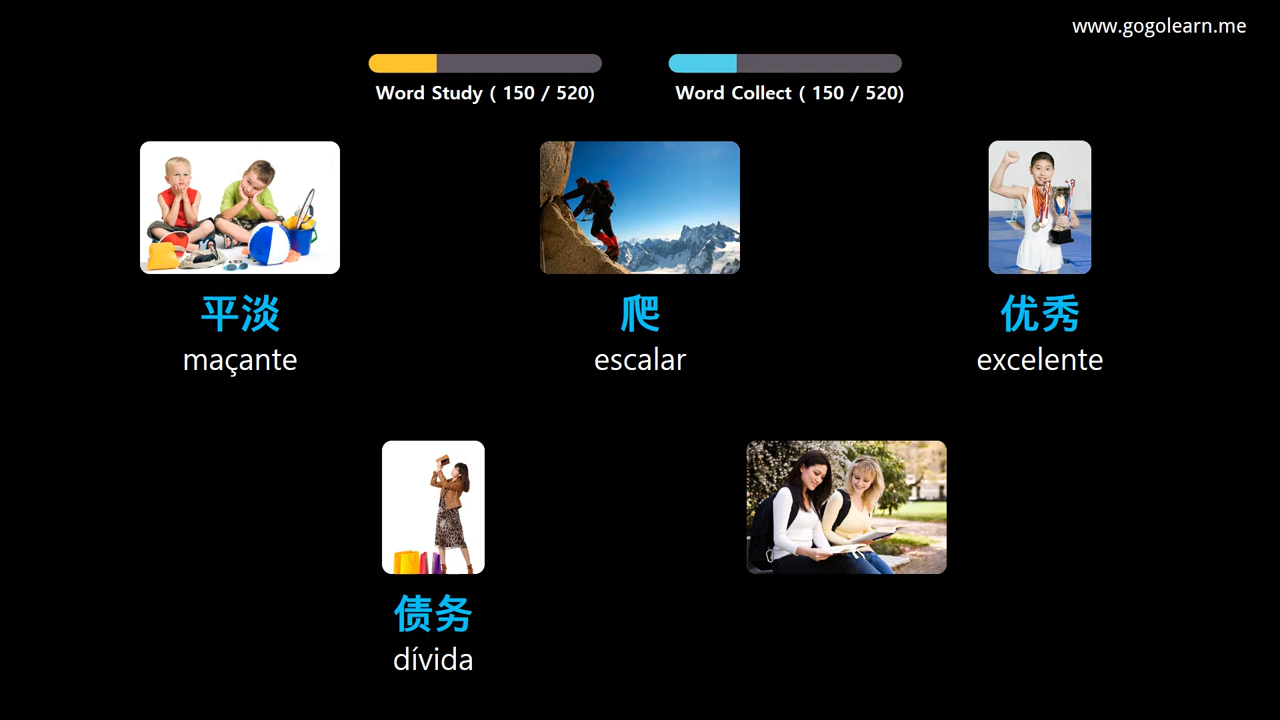 www.gogolearn.me
Word Study ( 150 / 520)
Word Collect ( 150 / 520)
平淡
maçante
爬
escalar
优秀
excelente
债务
dívida